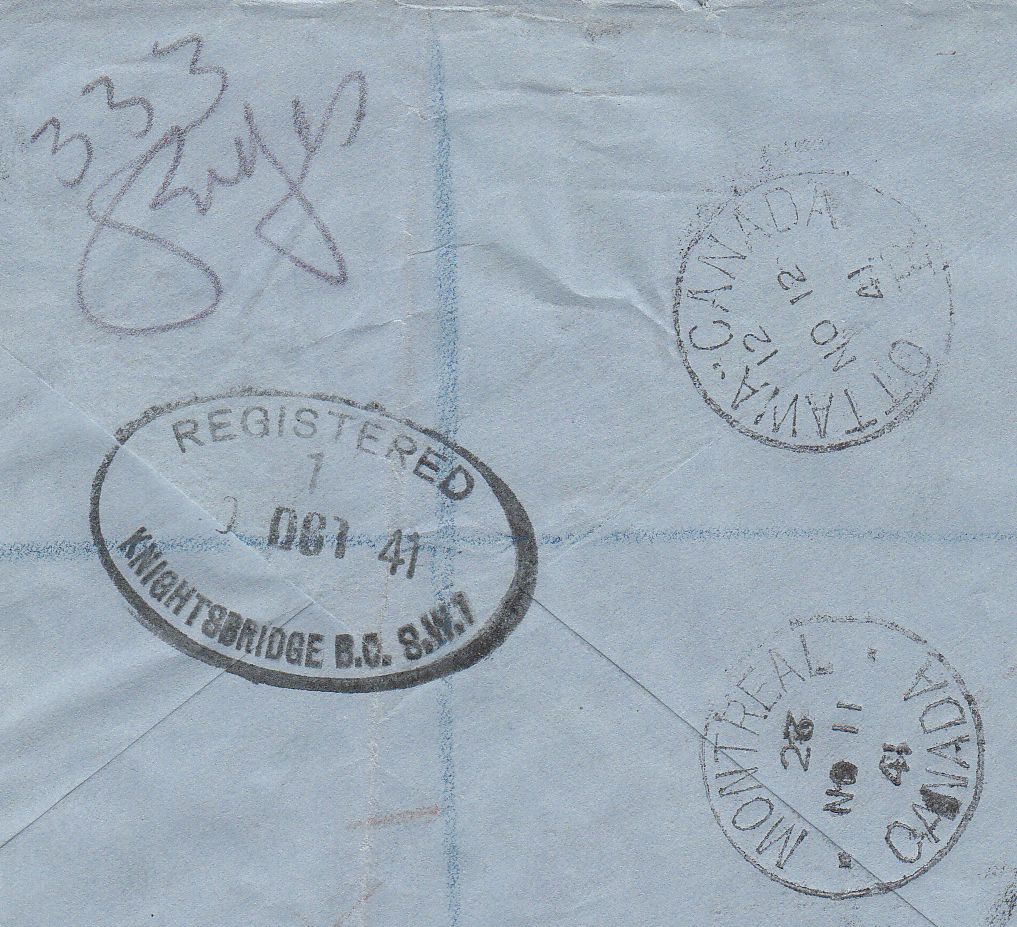 333
REGISTERED
1
OCT 41
KNIGHTSBRIDGE B.O. S.W.1
OTTAWA · CANADA
12
NO 12
41
MONTREAL · CANADA ·
23
NO 11
41